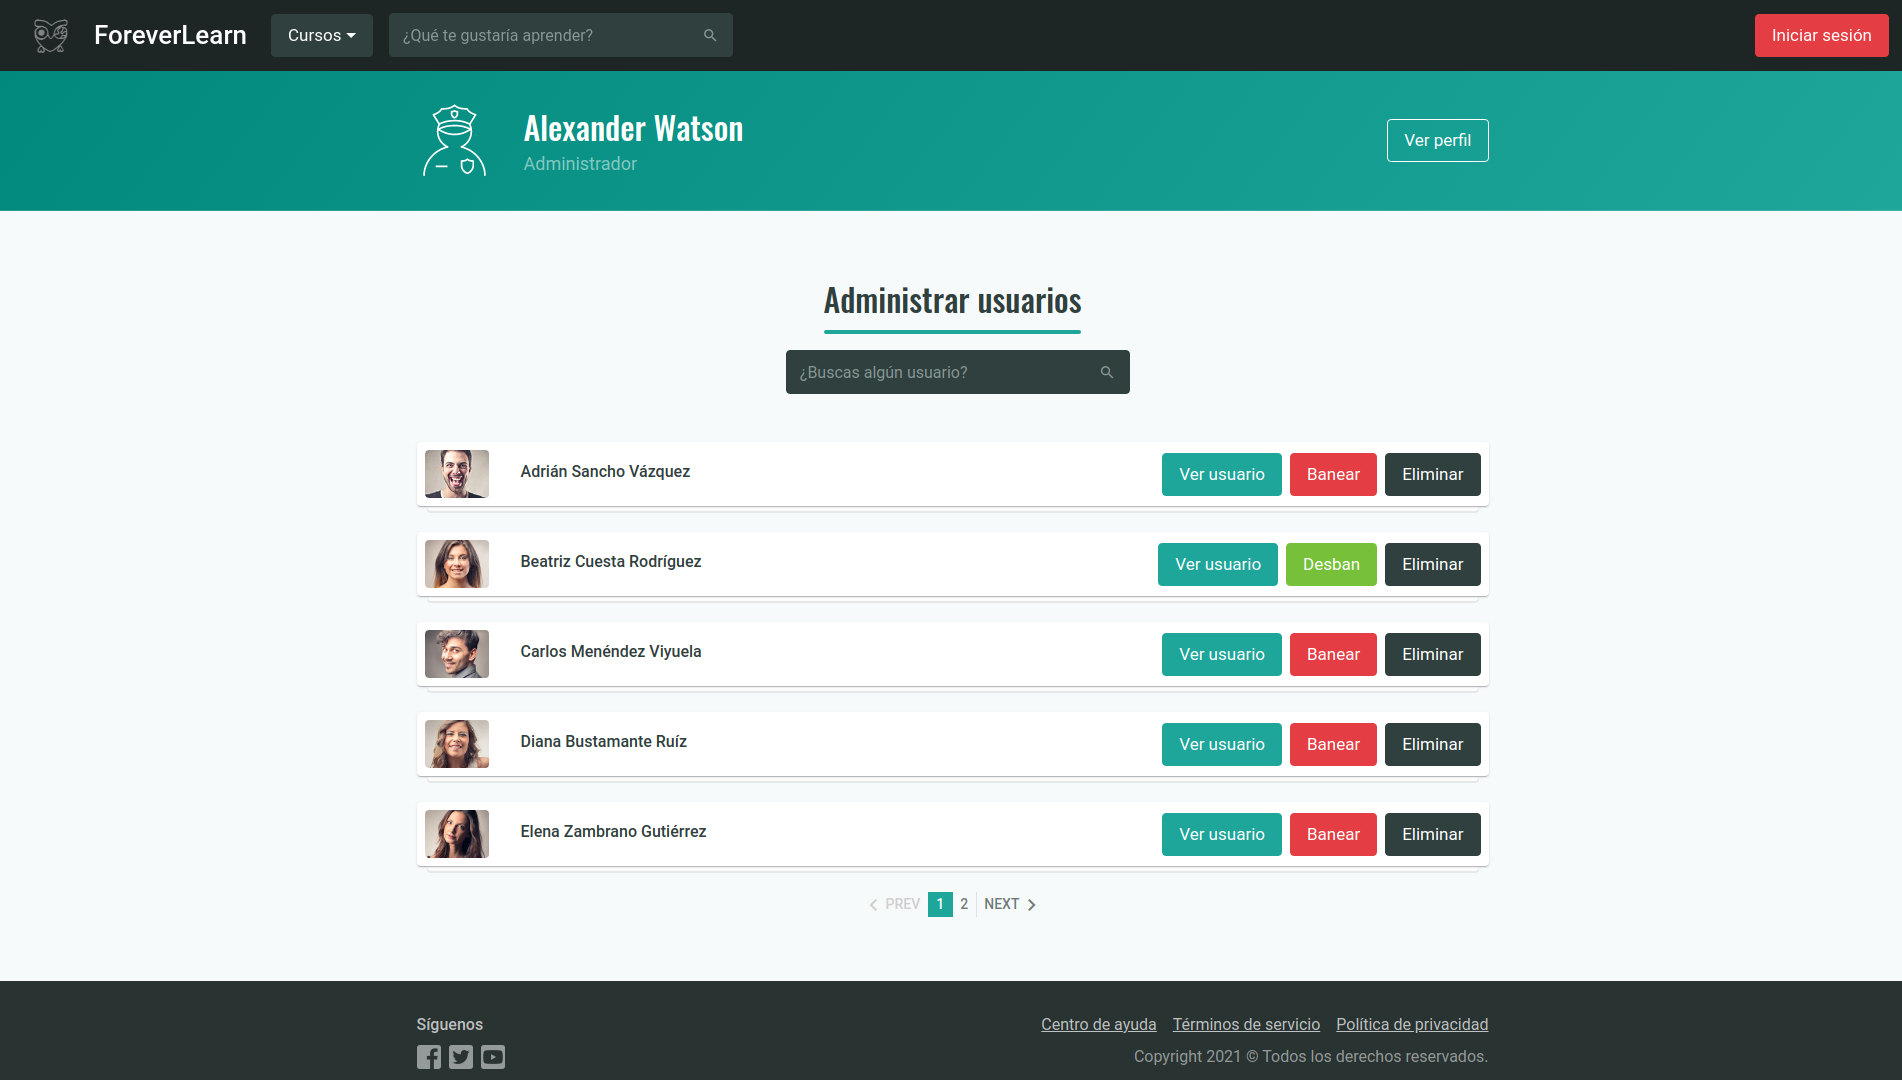 ForeverLearn
Cursos
¿Qué te gustaría aprender?
Iniciar sesión
Alexander Watson
Administrador
Ver perfil
Administrar usuarios
¿Buscas algún usuario?
Adrián Sancho Vázquez
Ver usuario
Banear
Eliminar
Beatriz Cuesta Rodríguez
Ver usuario
Desban
Eliminar
Carlos Menéndez Viyuela
Ver usuario
Banear
Eliminar
Diana Bustamante Ruíz
Ver usuario
Banear
Eliminar
Elena Zambrano Gutiérrez
Ver usuario
Banear
Eliminar
PREV 1 2 NEXT
Síguenos
Centro de ayuda Términos de servicio Política de privacidad
Copyright 2021 © Todos los derechos reservados.